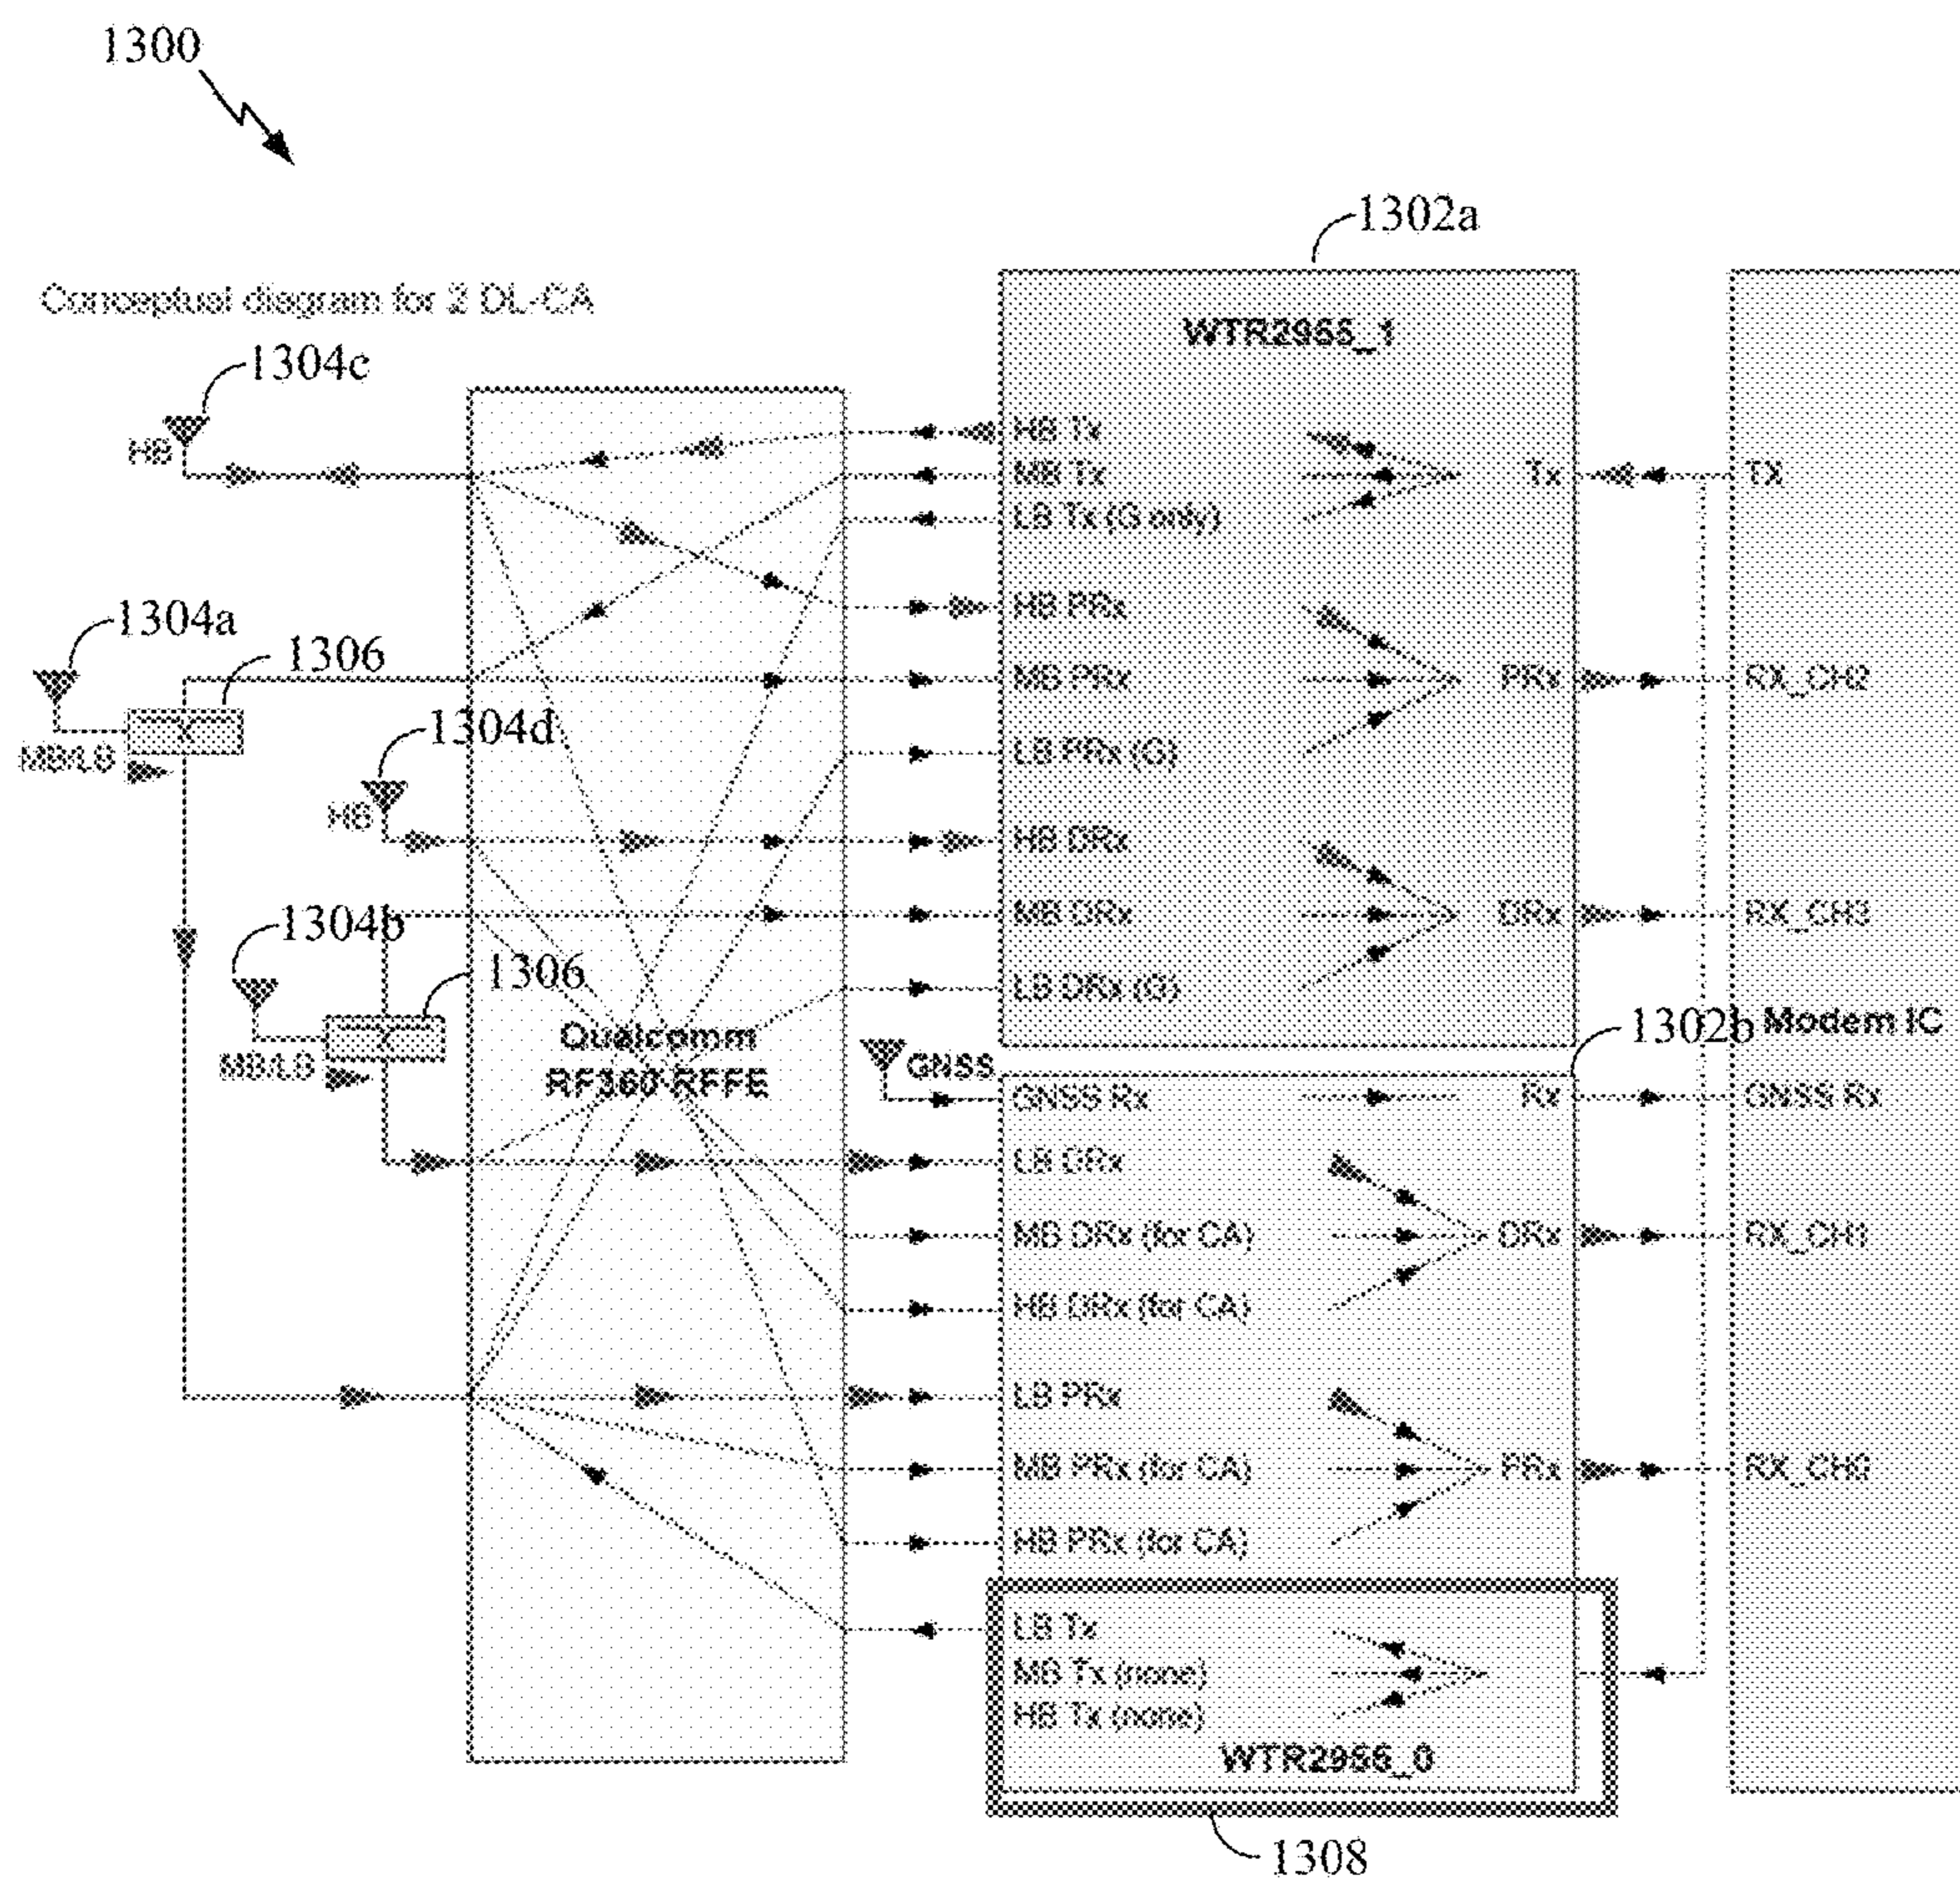 1300
1302a
Conceptual diagram for 2 DL-CA
WTR2955_1
1304c
HB
HB Tx
MB Tx
LB Tx (G only)
Tx
TX
HB PRx
1304a
1306
MB PRx
PRx
RX_CH2
MB/LB
1304d
LB PRx (G)
HB
HB DRx
1304b
MB DRx
DRx
RX_CH3
1306
LB DRx (G)
1302b
Modem IC
Qualcomm
RF360 RFFE
MB/LB
GNSS
GNSS Rx
Rx
GNSS Rx
LB DRx
MB DRx (for CA)
DRx
RX_CH1
HB DRx (for CA)
LB PRx
MB PRx (for CA)
PRx
RX_CH0
HB PRx (for CA)
LB Tx
MB Tx (none)
HB Tx (none)
WTR2955_0
1308